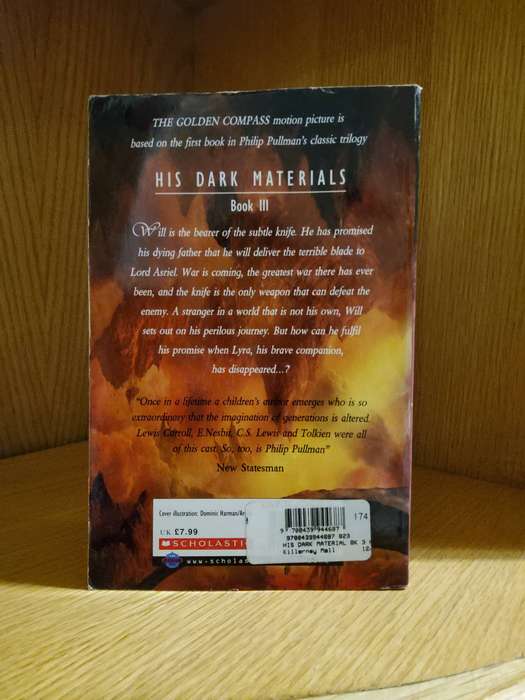 THE GOLDEN COMPASS motion picture is
based on the first book in Philip Pullman's classic trilogy
HIS DARK MATERIALS
Book III
Will is the bearer of the subtle knife. He has promised
his dying father that he will deliver the terrible blade to
Lord Asriel. War is coming, the greatest war there has ever
been, and the knife is the only weapon that can defeat the
enemy. A stranger in a world that is not his own, Will
sets out on his perilous journey. But how can he fulfil
his promise when Lyra, his brave companion,
has disappeared...?
"Once in a lifetime a children's author emerges who is so
extraordinary that the imagination of generations is altered.
Lewis Carroll, E.Nesbit, C.S. Lewis and Tolkien were all
of this cast. So, too, is Philip Pullman"
New Statesman
Cover illustration: Dominic Harman/
UK £7.99
SCHOLASTIC
www.schola
9 780439 944687
174
9780439944687 023
HIS DARK MATERIAL BK 3
Killarney Mall